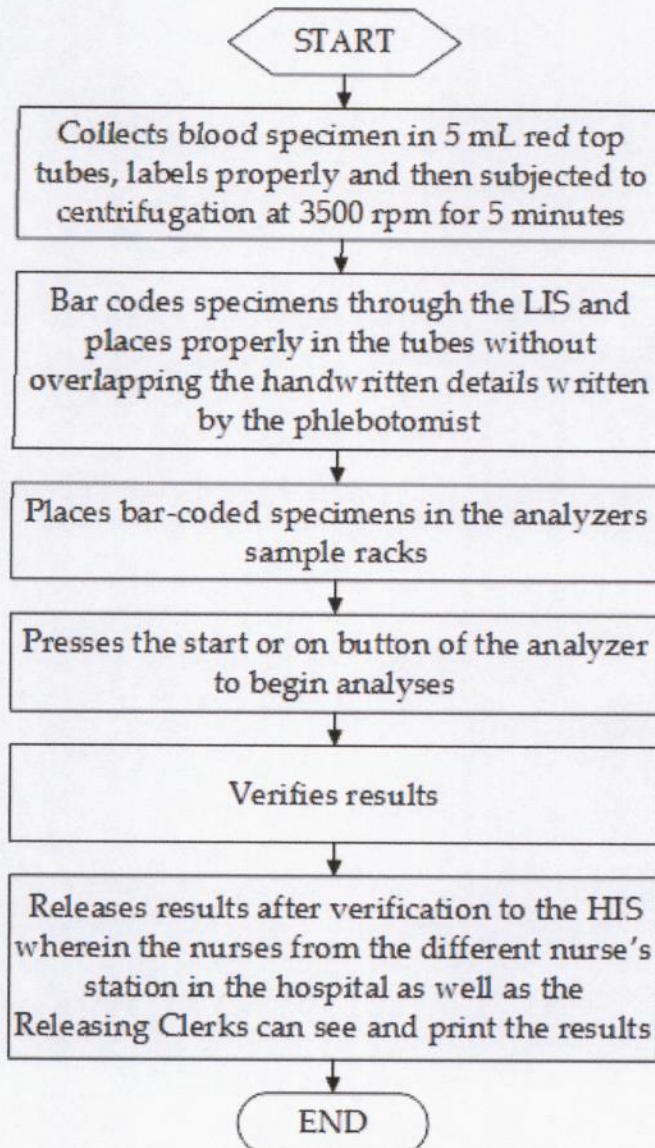 START
Collects blood specimen in 5 mL red top
tubes, labels properly and then subjected to
centrifugation at 3500 rpm for 5 minutes
Bar codes specimens through the LIS and
places properly in the tubes without
overlapping the handwritten details written
by the phlebotomist
Places bar-coded specimens in the analyzers
sample racks
Presses the start or on button of the analyzer
to begin analyses
Verifies results
Releases results after verification to the HIS
wherein the nurses from the different nurse's
station in the hospital as well as the
Releasing Clerks can see and print the results
END